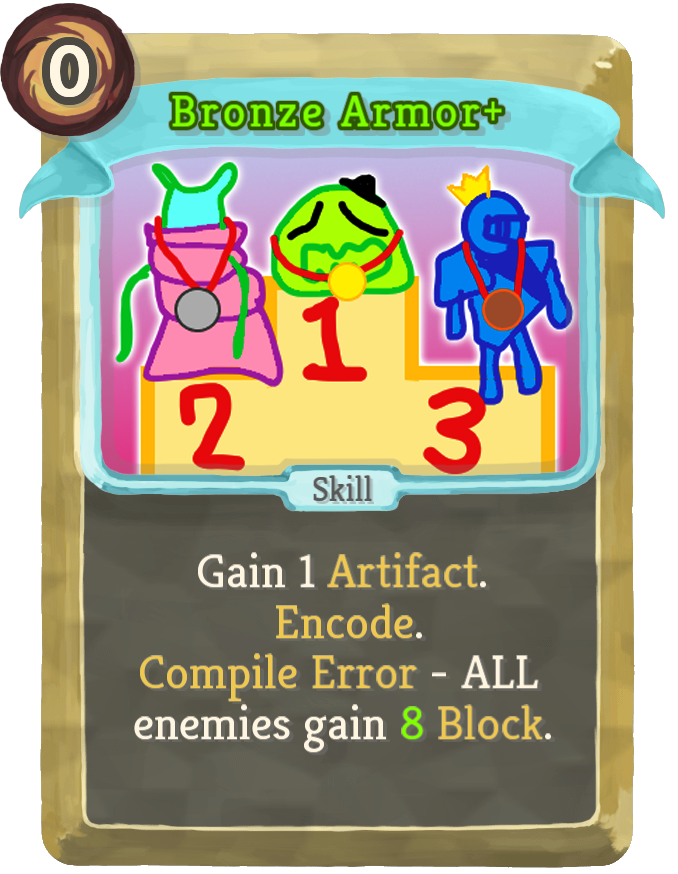 0
Bronze Armor+
1
2
3
Skill
Gain 1 Artifact.
Encode.
Compile Error - ALL
enemies gain 8 Block.